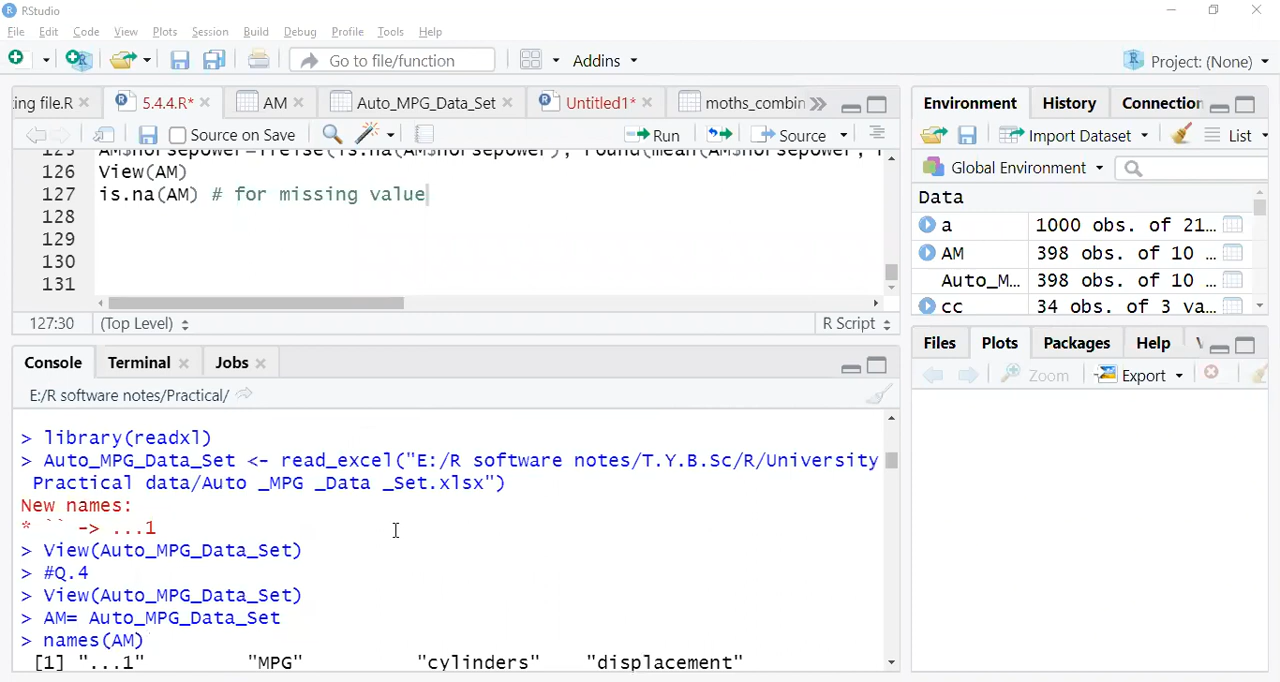 RStudio
File Edit Code View Plots Session Build Debug Profile Tools Help
Go to file/function Addins Project: (None)
ing file.R 5.4.4.R* AM Auto_MPG_Data_Set Untitled1* moths_combin
Source on Save Run Source
126 View(AM)
127 is.na(AM) # for missing value
128
129
130
131
127:30 (Top Level) R Script
Console Terminal Jobs
E:/R software notes/Practical/
> library(readxl)
> Auto_MPG_Data_Set <- read_excel("E:/R software notes/T.Y.B.Sc/R/University
Practical data/Auto _MPG _Data _Set.xlsx")
New names:
* `` -> ...1
> View(Auto_MPG_Data_Set)
> #Q.4
> View(Auto_MPG_Data_Set)
> AM= Auto_MPG_Data_Set
> names(AM)
[1] "...1" "MPG" "cylinders" "displacement"
Environment History Connection
Import Dataset List
Global Environment
Data
a 1000 obs. of 21...
AM 398 obs. of 10 ...
Auto_M... 398 obs. of 10 ...
cc 34 obs. of 3 va...
Files Plots Packages Help
Zoom Export